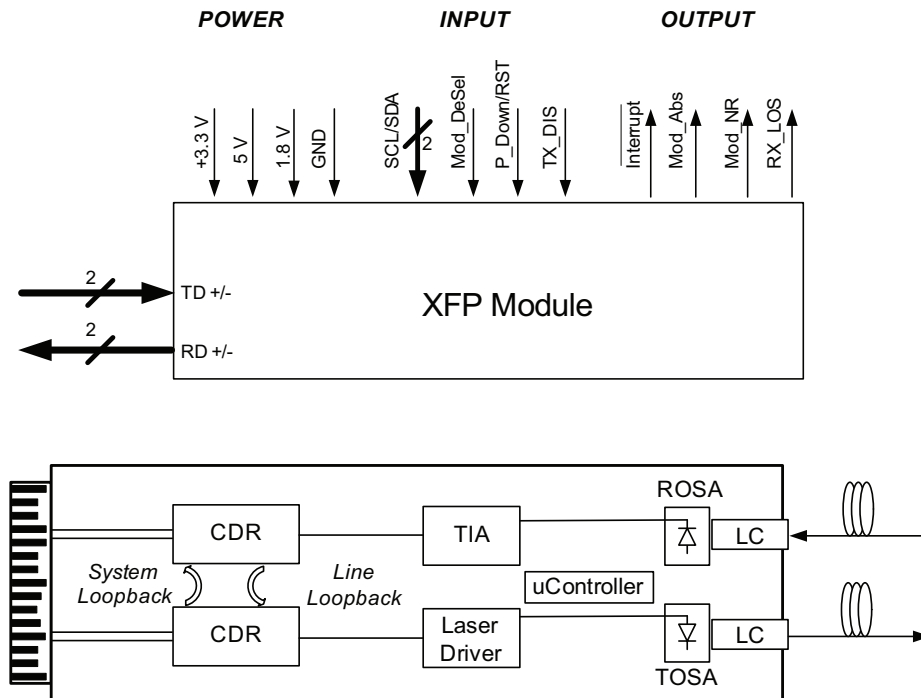 POWER
INPUT
OUTPUT
+3.3 V
5 V
1.8 V
GND
SCL/SDA
2
Mod_DeSel
P_Down/RST
TX_DIS
Interrupt
Mod_Abs
Mod_NR
RX_LOS
2
TD +/-
XFP Module
2
RD +/-
ROSA
CDR
TIA
LC
System
Loopback
Line
Loopback
uController
CDR
Laser
Driver
LC
TOSA